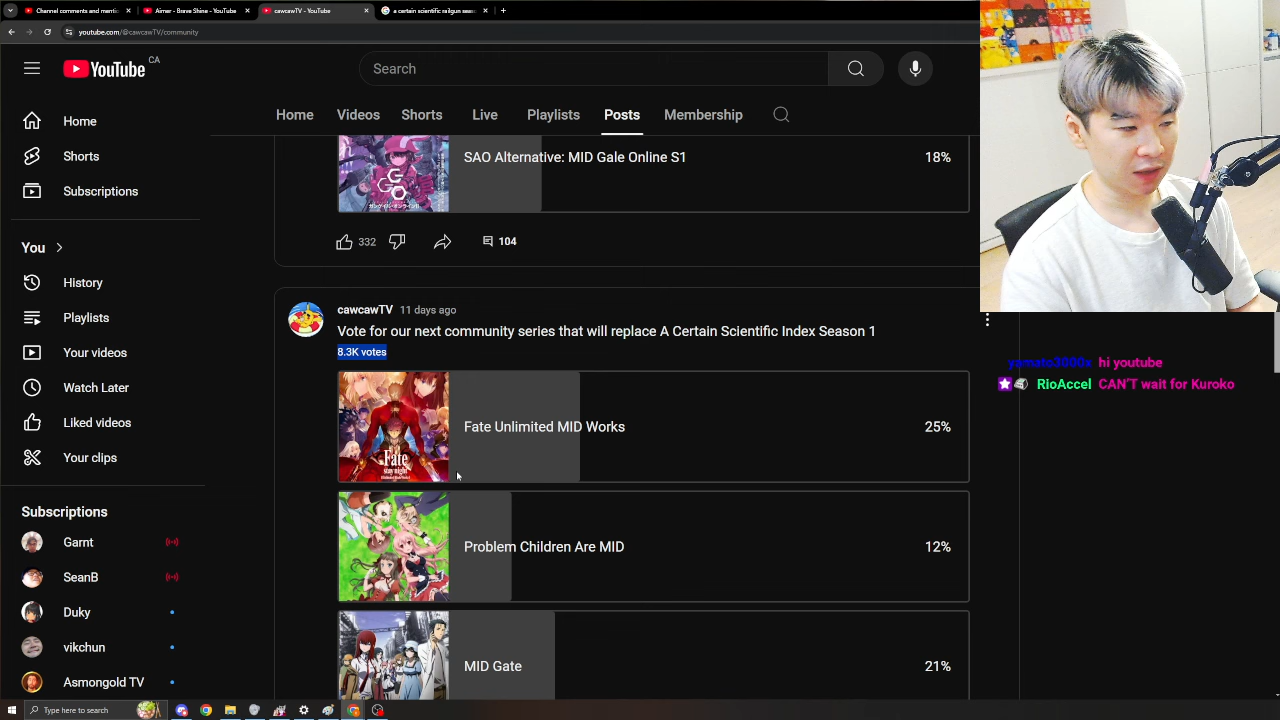 Channel comments and menti
Aimer - Brave Shine - YouTube
cawcawTV - YouTube
a certain scientific railgun seas
youtube.com/@cawcawTV/community
YouTube CA
Search
Home
Videos
Shorts
Live
Playlists
Posts
Membership
Home
Shorts
Subscriptions
You
History
Playlists
Your videos
Watch Later
Liked videos
Your clips
Subscriptions
Garnt
SeanB
Duky
vikchun
Asmongold TV
SAO Alternative: MID Gale Online S1
18%
332
104
cawcawTV 11 days ago
Vote for our next community series that will replace A Certain Scientific Index Season 1
8.3K votes
Fate
stay night
Fate Unlimited MID Works
25%
Problem Children Are MID
12%
MID Gate
21%
yamato3000x hi youtube
RioAccel CAN'T wait for Kuroko
Type here to search